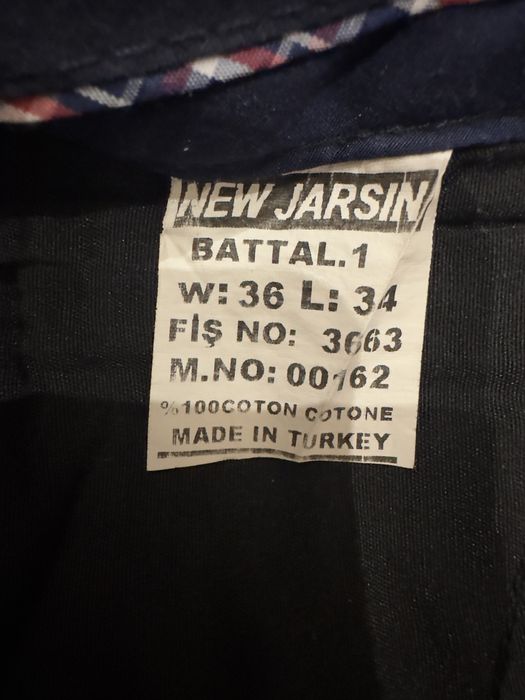 NEW JARSIN
BATTAL.1
W: 36 L: 34
FİŞ NO: 3663
M.NO: 00162
%100COTON COTONE
MADE IN TURKEY